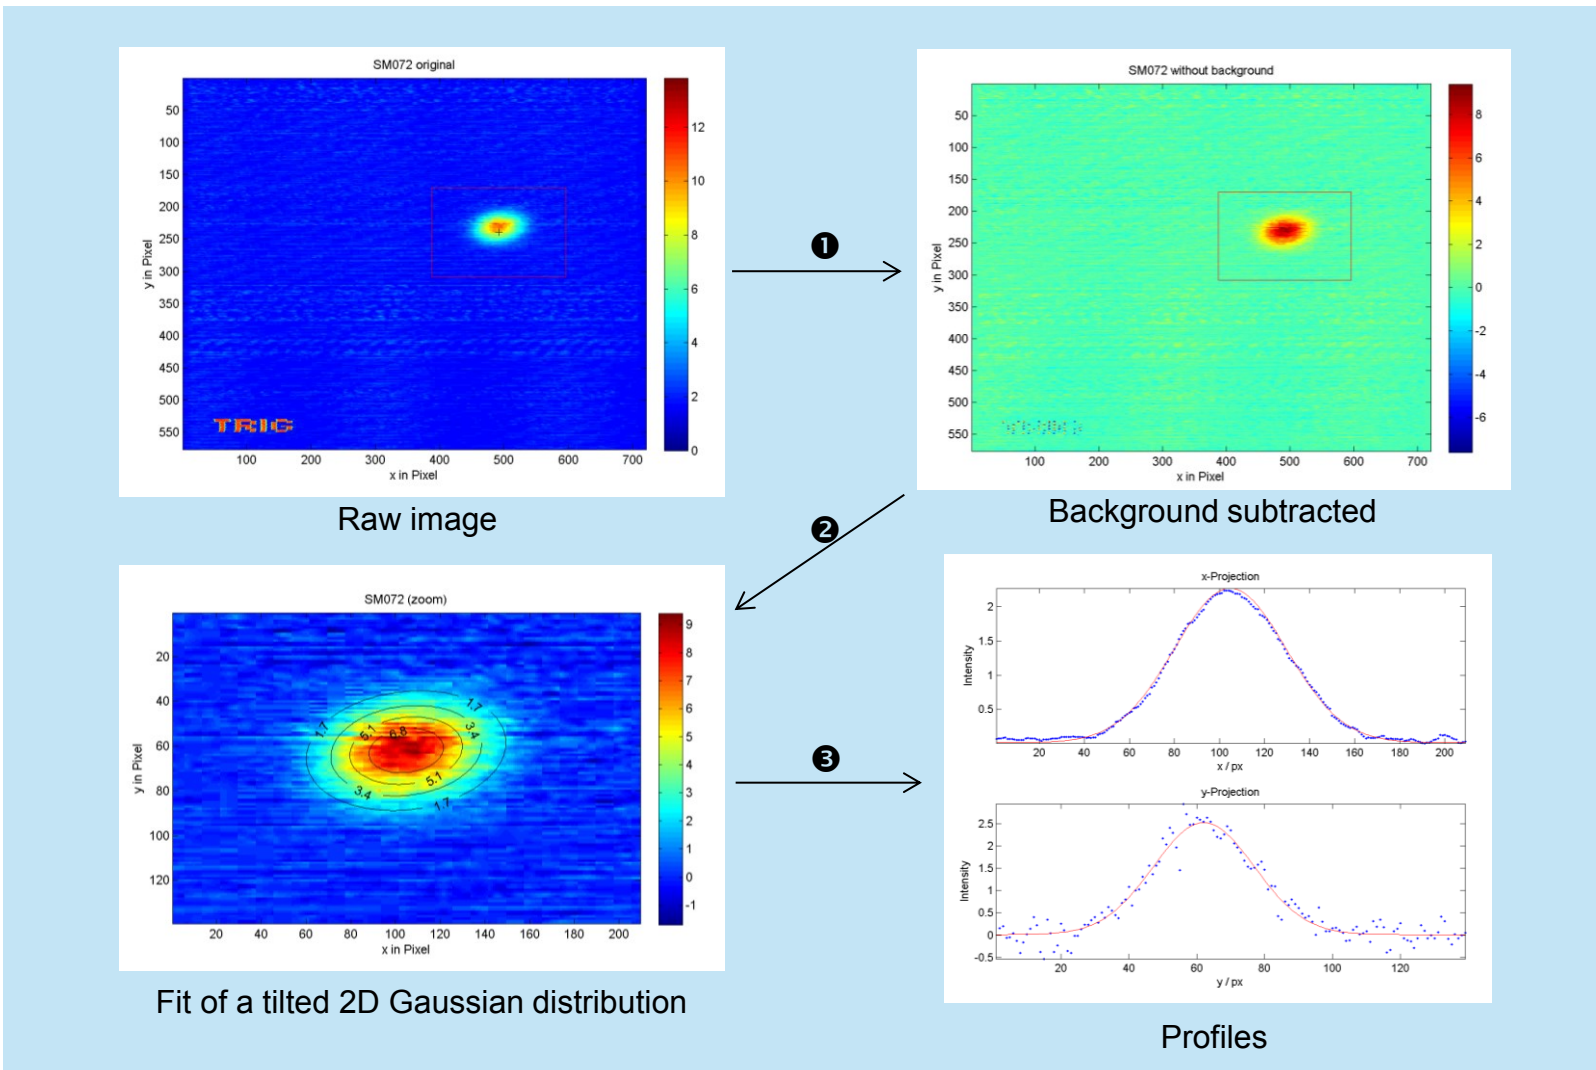 SM072 original
50
100
150
200
250
300
350
400
450
500
550
y in Pixel
TRIG
100 200 300 400 500 600 700
x in Pixel
12
10
8
6
4
2
0
Raw image
❶
SM072 without background
50
100
150
200
250
300
350
400
450
500
550
y in Pixel
100 200 300 400 500 600 700
x in Pixel
8
6
4
2
0
-2
-4
-6
Background subtracted
❷
SM072 (zoom)
20
40
60
80
100
120
y in Pixel
1.7 1.7
5.1 6.8 3.4
3.4 5.1 1.7
20 40 60 80 100 120 140 160 180 200
x in Pixel
9
8
7
6
5
4
3
2
1
0
-1
Fit of a tilted 2D Gaussian distribution
❸
x-Projection
2
1.5
1
0.5
Intensity
20 40 60 80 100 120 140 160 180 200
x / px
y-Projection
2.5
2
1.5
1
0.5
0
-0.5
Intensity
20 40 60 80 100 120
y / px
Profiles